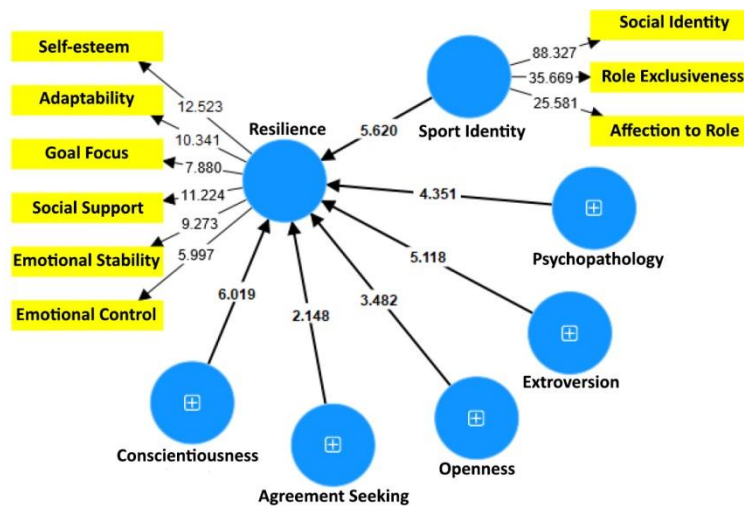 Social Identity
Self-esteem
88.327
35.669
Role Exclusiveness
12.523
25.581
Adaptability
Resilience
Sport Identity
Affection to Role
10.341
5.620
Goal Focus
7.880
11.224
4.351
Social Support
9.273
Emotional Stability
5.997
5.118
Psychopathology
6.019
3.482
Emotional Control
2.148
Extroversion
Conscientiousness
Openness
Agreement Seeking